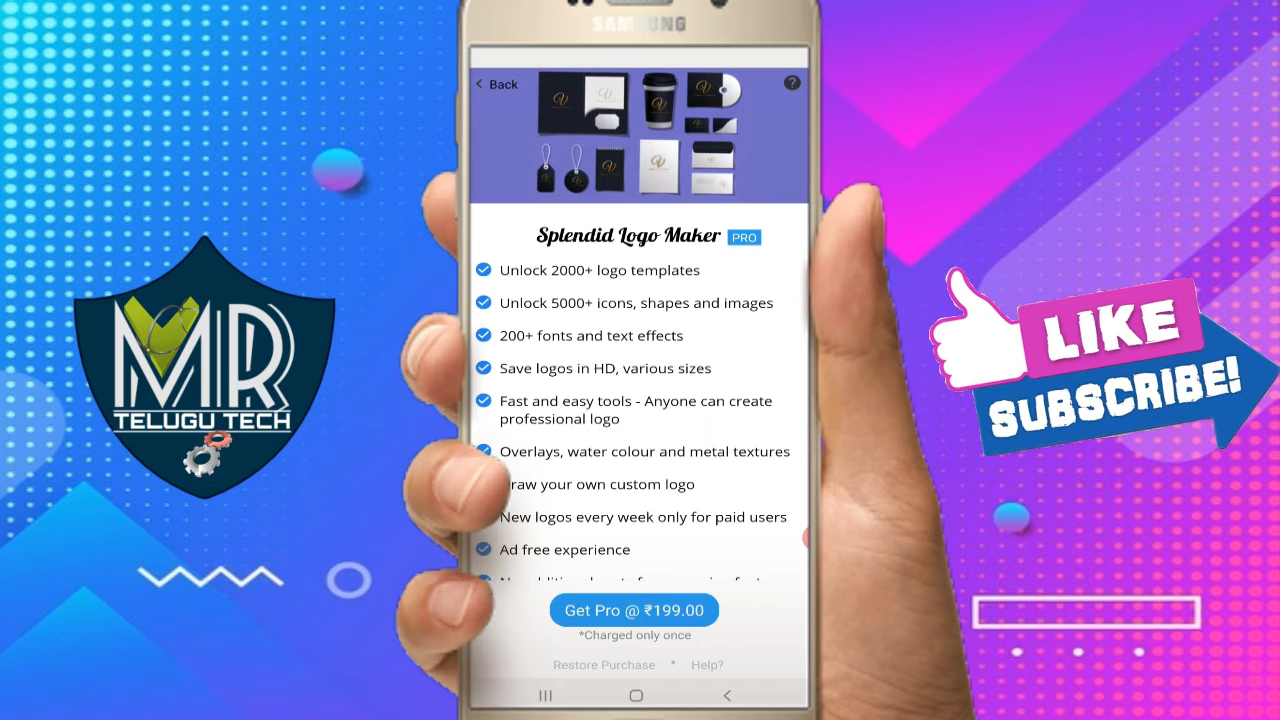 SAMSUNG
Back
?
Splendid Logo Maker PRO
Unlock 2000+ logo templates
Unlock 5000+ icons, shapes and images
200+ fonts and text effects
Save logos in HD, various sizes
Fast and easy tools - Anyone can create
professional logo
Overlays, water colour and metal textures
raw your own custom logo
New logos every week only for paid users
Ad free experience
Get Pro @ ₹199.00
*Charged only once
Restore Purchase • Help?
MR
TELUGU TECH
LIKE
SUBSCRIBE!